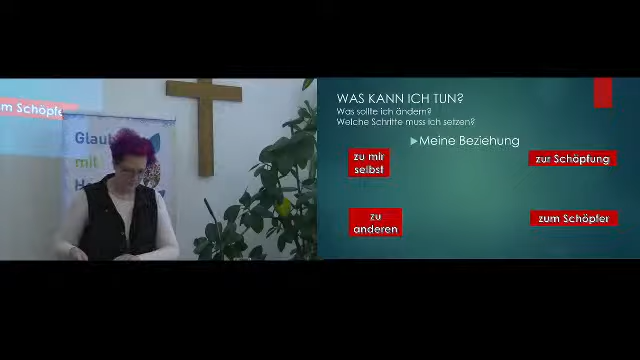 m Schöpfe
Glaub
mit
H
WAS KANN ICH TUN?
Was sollte ich ändern?
Welche Schritte muss ich setzen?
Meine Beziehung
zu mir
selbst
zur Schöpfung
zu
anderen
zum Schöpfer